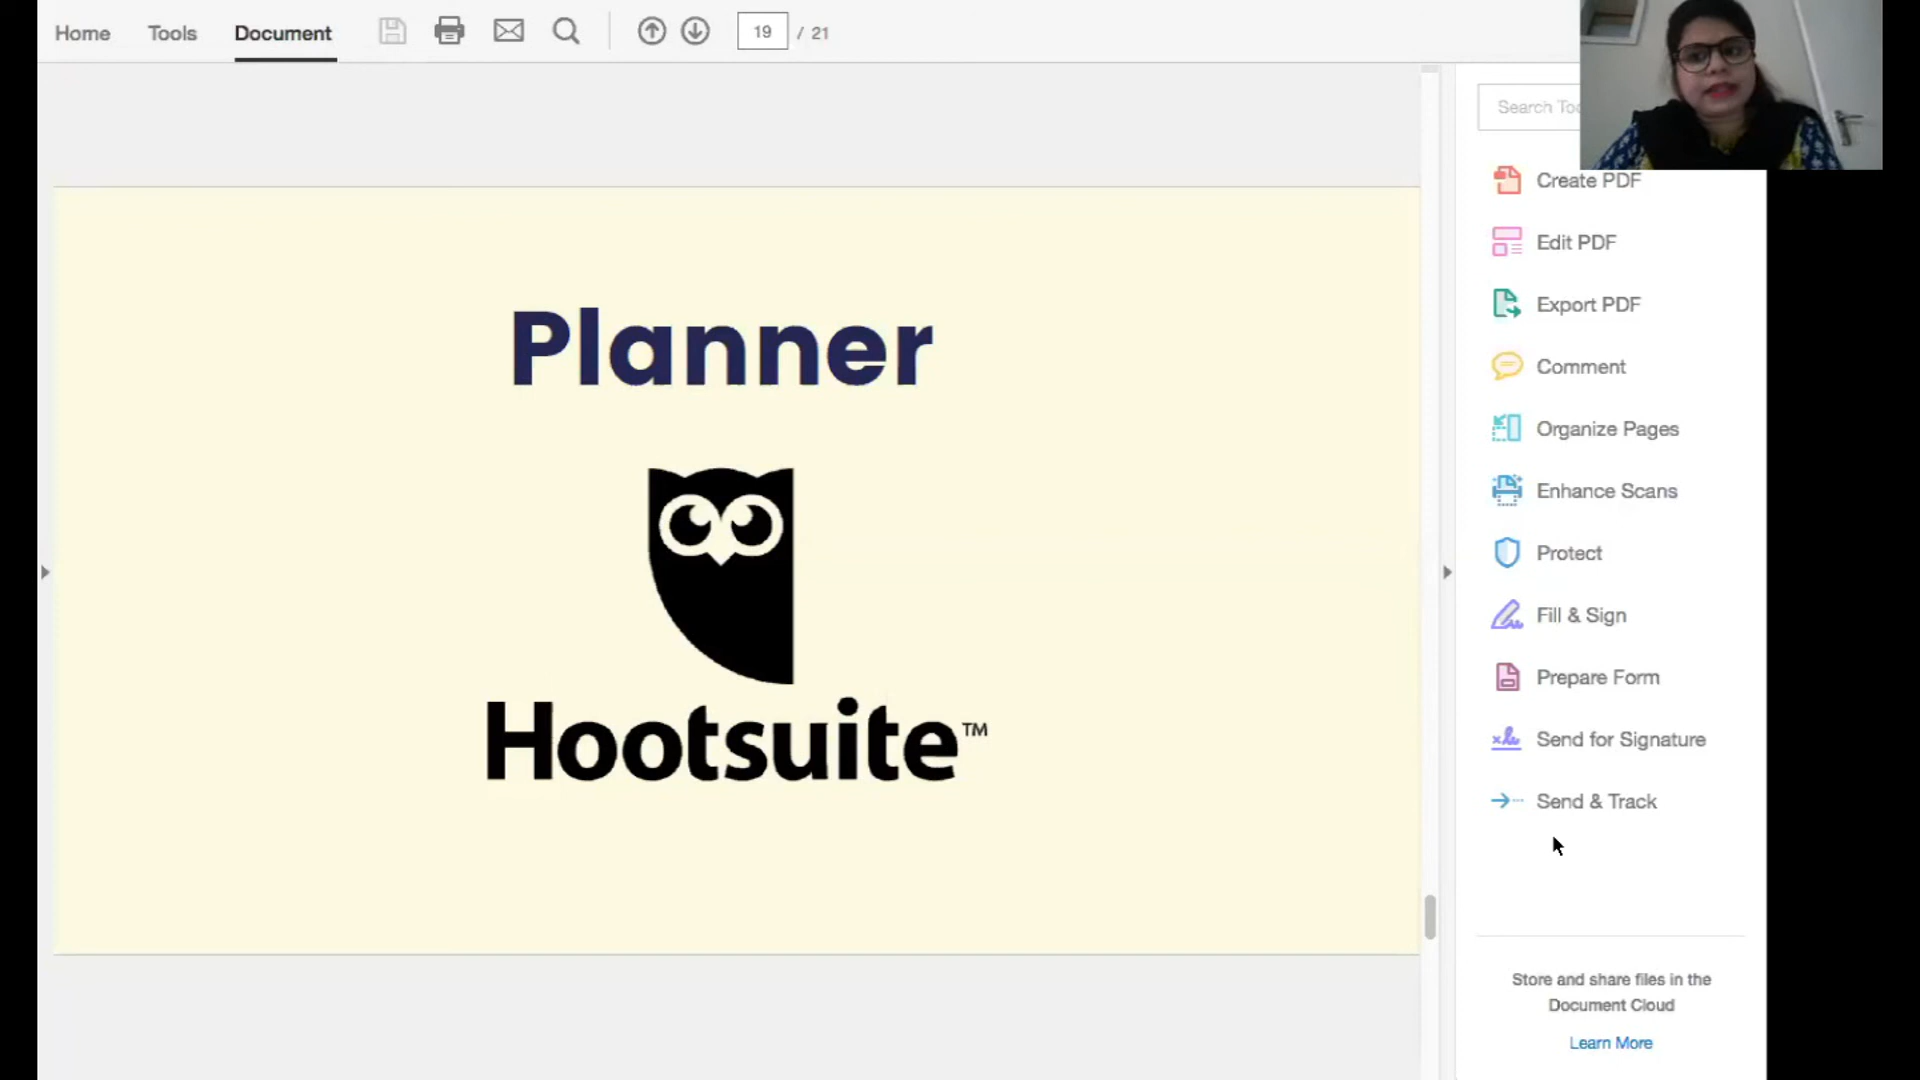 Home Tools Document 19 / 21
Search Too
Create PDF
Edit PDF
Export PDF
Comment
Organize Pages
Enhance Scans
Protect
Fill & Sign
Prepare Form
Send for Signature
Send & Track
Planner
Hootsuite™
Store and share files in the
Document Cloud
Learn More